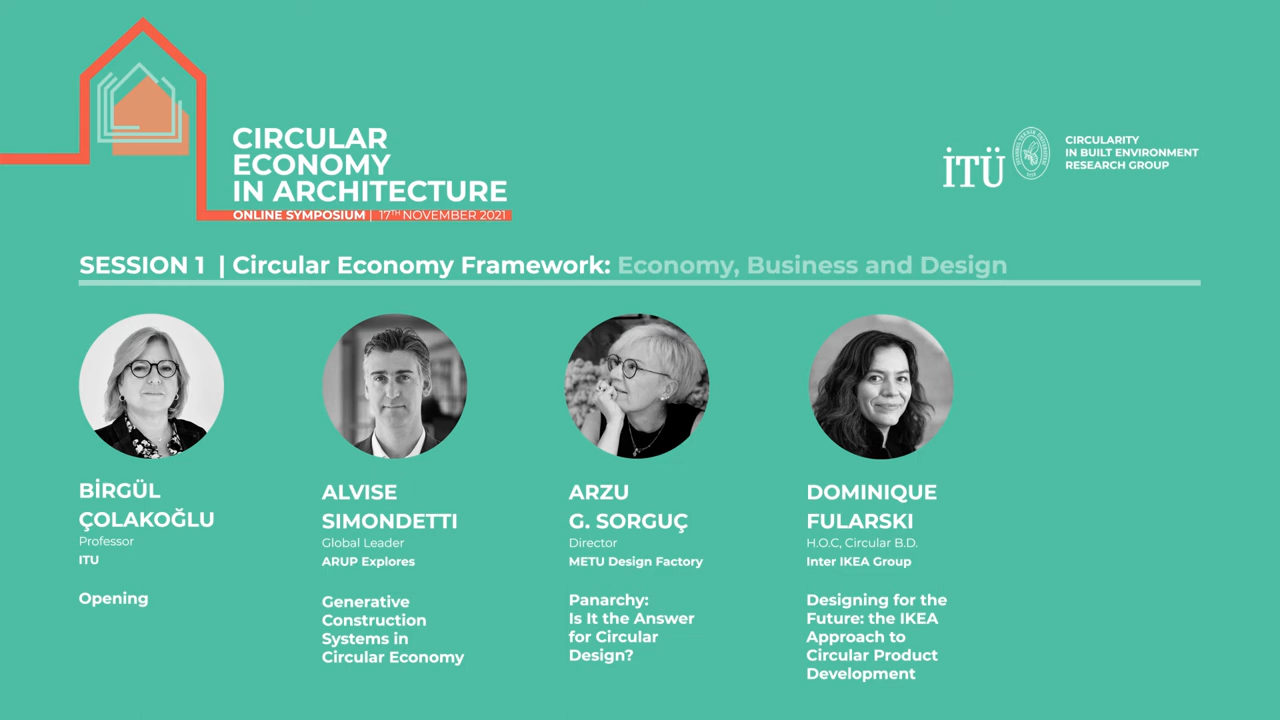 CIRCULAR
ECONOMY
IN ARCHITECTURE
ONLINE SYMPOSIUM | 17TH NOVEMBER 2021
İTÜ
CIRCULARITY
IN BUILT ENVIRONMENT
RESEARCH GROUP
SESSION 1 | Circular Economy Framework: Economy, Business and Design
BİRGÜL
ÇOLAKOĞLU
Professor
ITU
Opening
ALVISE
SIMONDETTI
Global Leader
ARUP Explores
Generative
Construction
Systems in
Circular Economy
ARZU
G. SORGUÇ
Director
METU Design Factory
Panarchy:
Is It the Answer
for Circular
Design?
DOMINIQUE
FULARSKI
H.O.C, Circular B.D.
Inter IKEA Group
Designing for the
Future: the IKEA
Approach to
Circular Product
Development